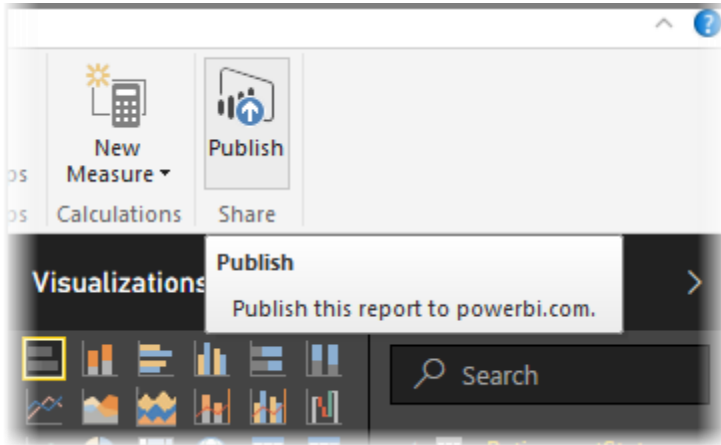 ?
New
Measure
Publish
Calculations
Share
Publish
Publish this report to powerbi.com.
Visualizations
Search